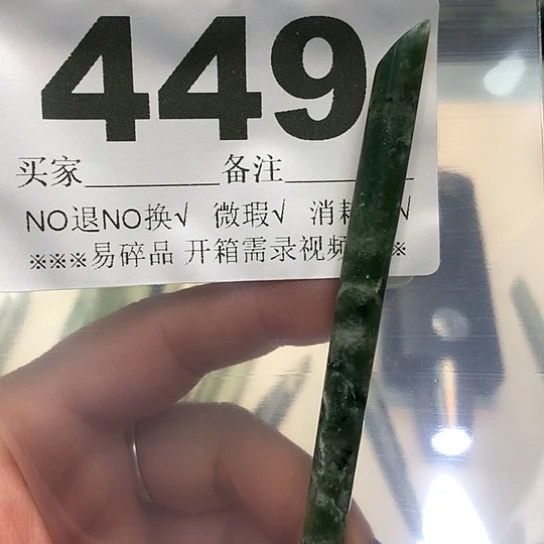 449
买家________备注________
NO退NO换√ 微瑕√ 消 √
※※※易碎品 开箱需录视频 ※